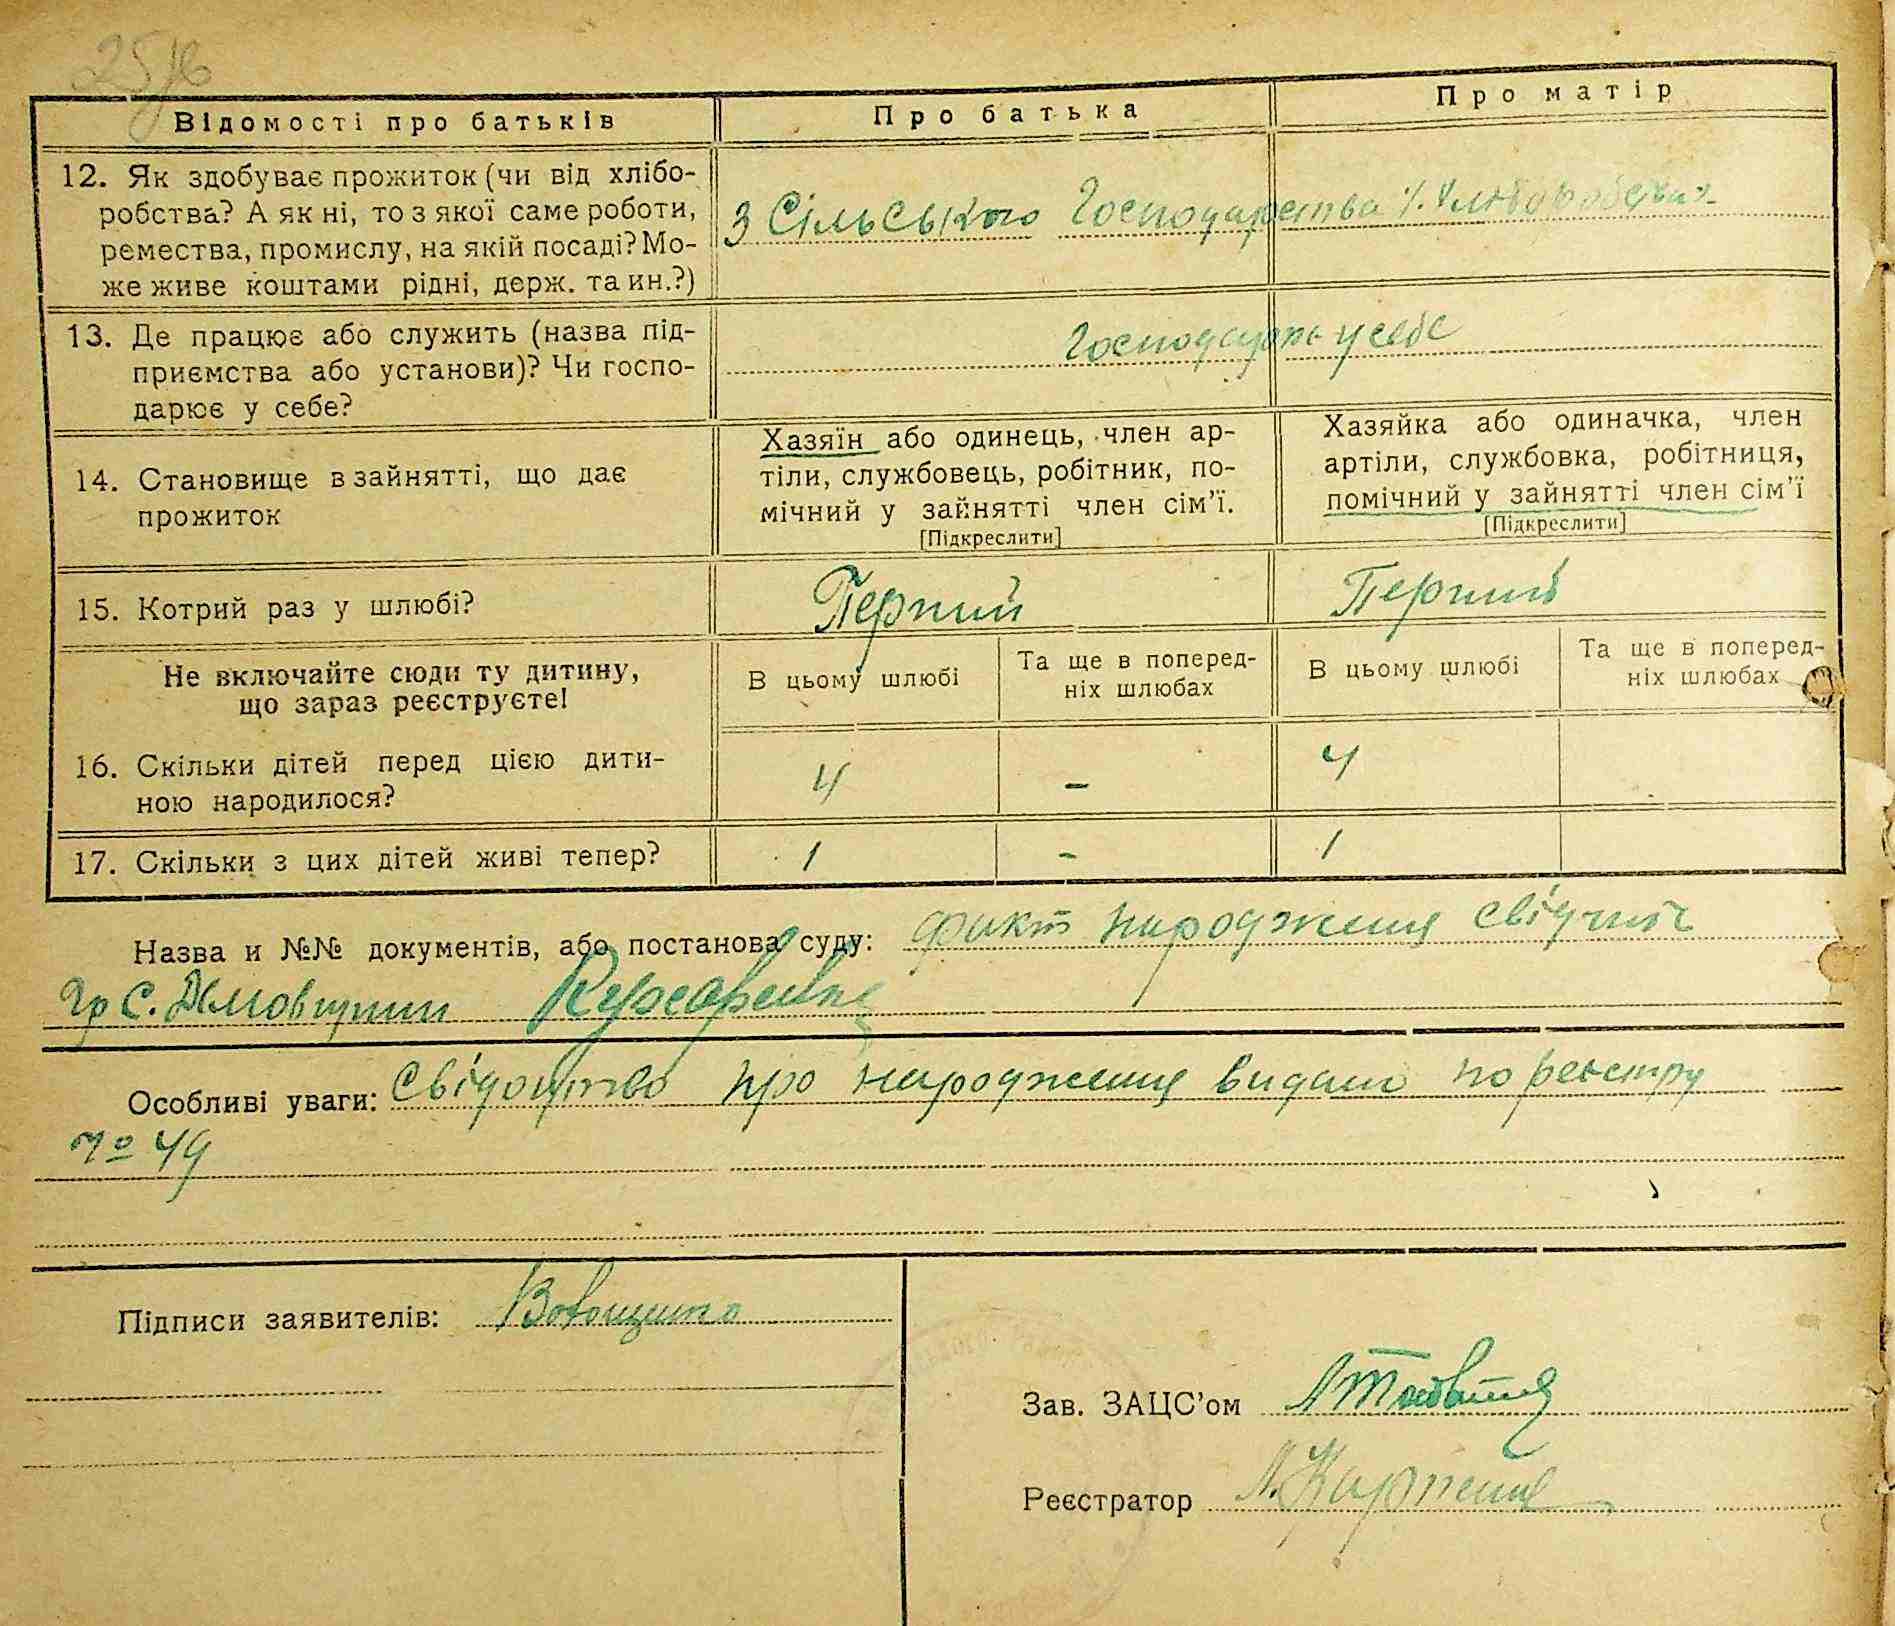 Відомості про батьків
Про батька
Про матір
12. Як здобуває прожиток (чи від хлібо-
робства? А як ні, то з якої саме роботи,
ремества, промислу, на якій посаді? Мо-
же живе коштами рідні, держ. та ин.?)
З Сільського Господарства
13. Де працює або служить (назва під-
приємства або установи)? Чи госпо-
дарює у себе?
Господарює у себе
14. Становище в зайнятті, що дає
прожиток
Хазяїн або одинець, член ар-
тіли, службовець, робітник, по-
мічний у зайнятті член сім’ї.
[Підкреслити]
Хазяйка або одиначка, член
артіли, службовка, робітниця,
помічний у зайнятті член сім’ї
[Підкреслити]
15. Котрий раз у шлюбі?
Перший
Перший
Не включайте сюди ту дитину,
що зараз реєструєте!
В цьому шлюбі
Та ще в поперед-
ніх шлюбах
В цьому шлюбі
Та ще в поперед-
ніх шлюбах
16. Скільки дітей перед цією дити-
ною народилося?
4
-
4
17. Скільки з цих дітей живі тепер?
1
-
1
Назва и №№ документів, або постанова суду: факт народження свідчить
гр с.
Особливі уваги: Свідоцтво про народження видано по реєстру
№ 49
Підписи заявителів:
Зав. ЗАЦС’ом
Реєстратор